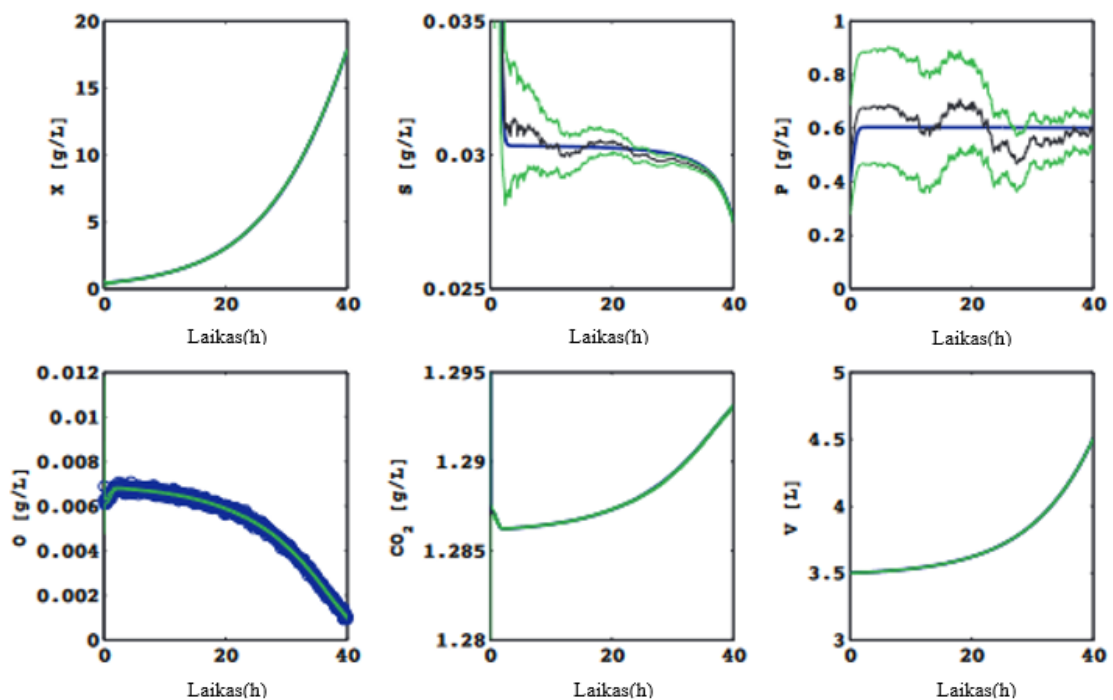 20
15
10
5
0
X [g/L]
0 20 40
Laikas(h)
0.035
0.03
0.025
S [g/L]
0 20 40
Laikas(h)
1
0.8
0.6
0.4
0.2
0
P [g/L]
0 20 40
Laikas(h)
0.012
0.01
0.008
0.006
0.004
0.002
0
O [g/L]
0 20 40
Laikas(h)
1.295
1.29
1.285
1.28
CO₂ [g/L]
0 20 40
Laikas(h)
5
4.5
4
3.5
3
V [L]
0 20 40
Laikas(h)